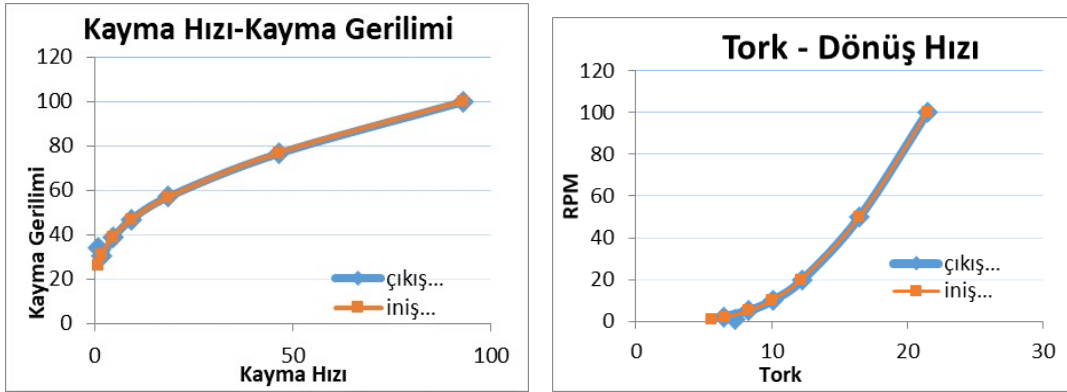 Kayma Hızı-Kayma Gerilimi
Kayma Gerilimi
120
100
80
60
40
20
0
0 50 100
Kayma Hızı
çıkış...
iniş...
Tork - Dönüş Hızı
RPM
120
100
80
60
40
20
0
0 10 20 30
Tork
çıkış...
iniş...